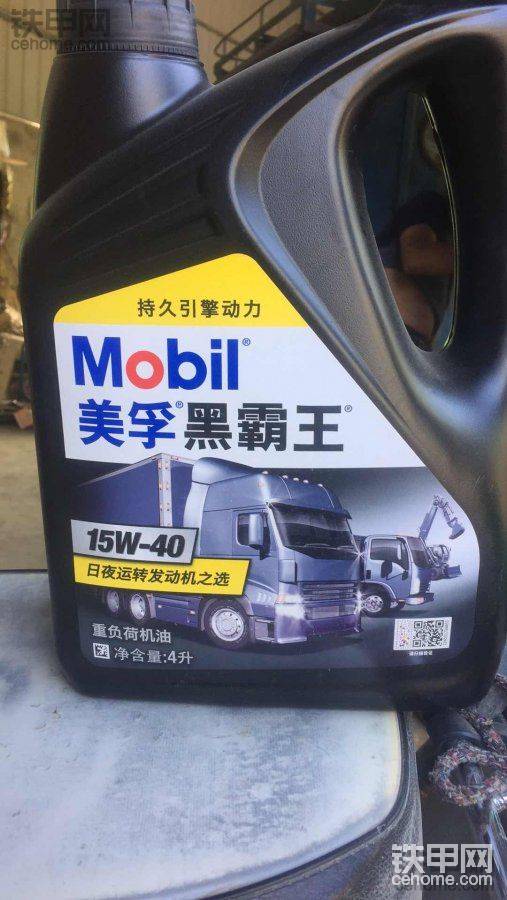 铁甲网
cehome.com
持久引擎动力
Mobil®
美孚®黑霸王®
15W-40
日夜运转发动机之选
重负荷机油
净含量:4升
铁甲网
cehome.com